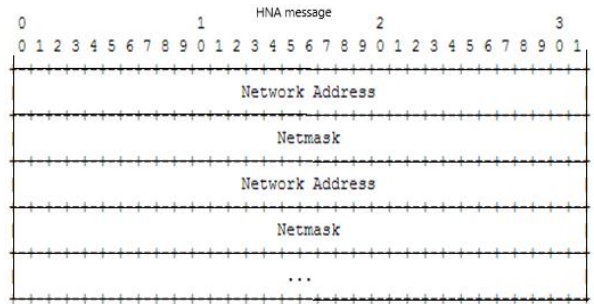 HNA message
0 1 2 3
0 1 2 3 4 5 6 7 8 9 0 1 2 3 4 5 6 7 8 9 0 1 2 3 4 5 6 7 8 9 0 1
Network Address
Netmask
Network Address
Netmask
...